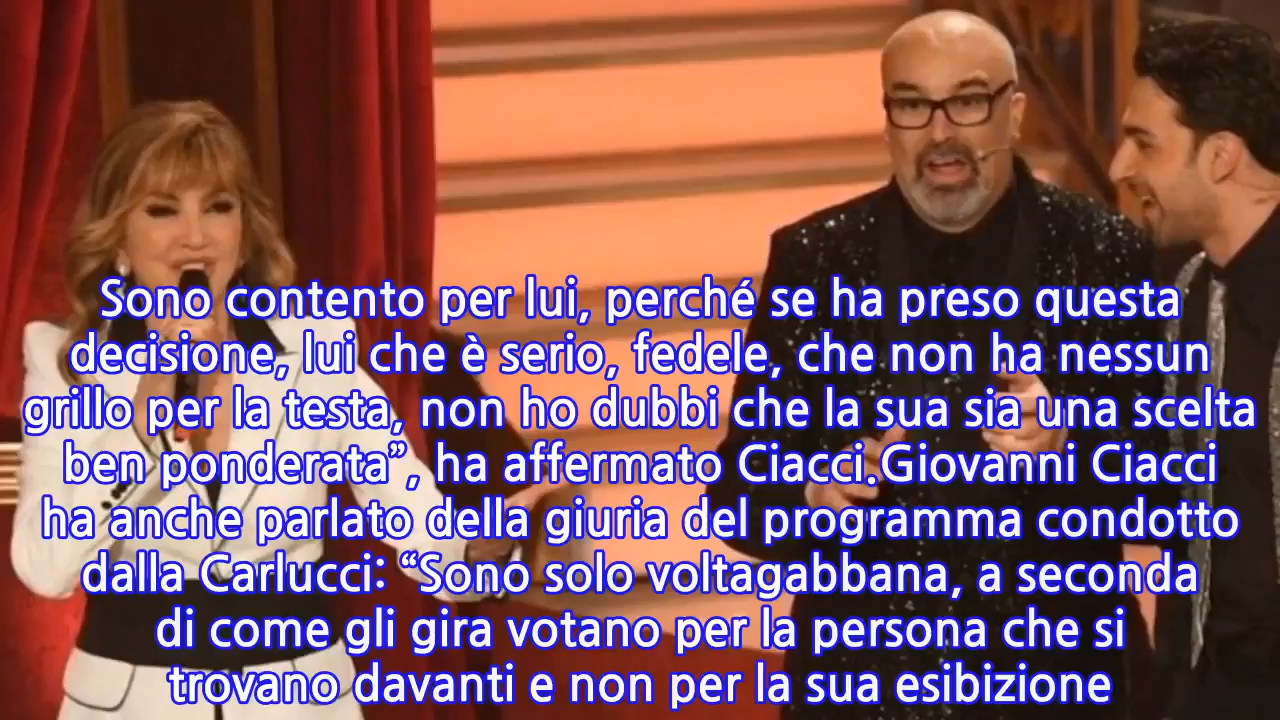 Sono contento per lui, perché se ha preso questa
decisione, lui che è serio, fedele, che non ha nessun
grillo per la testa, non ho dubbi che la sua sia una scelta
ben ponderata”, ha affermato Ciacci.Giovanni Ciacci
ha anche parlato della giuria del programma condotto
dalla Carlucci: “Sono solo voltagabbana, a seconda
di come gli gira votano per la persona che si
trovano davanti e non per la sua esibizione